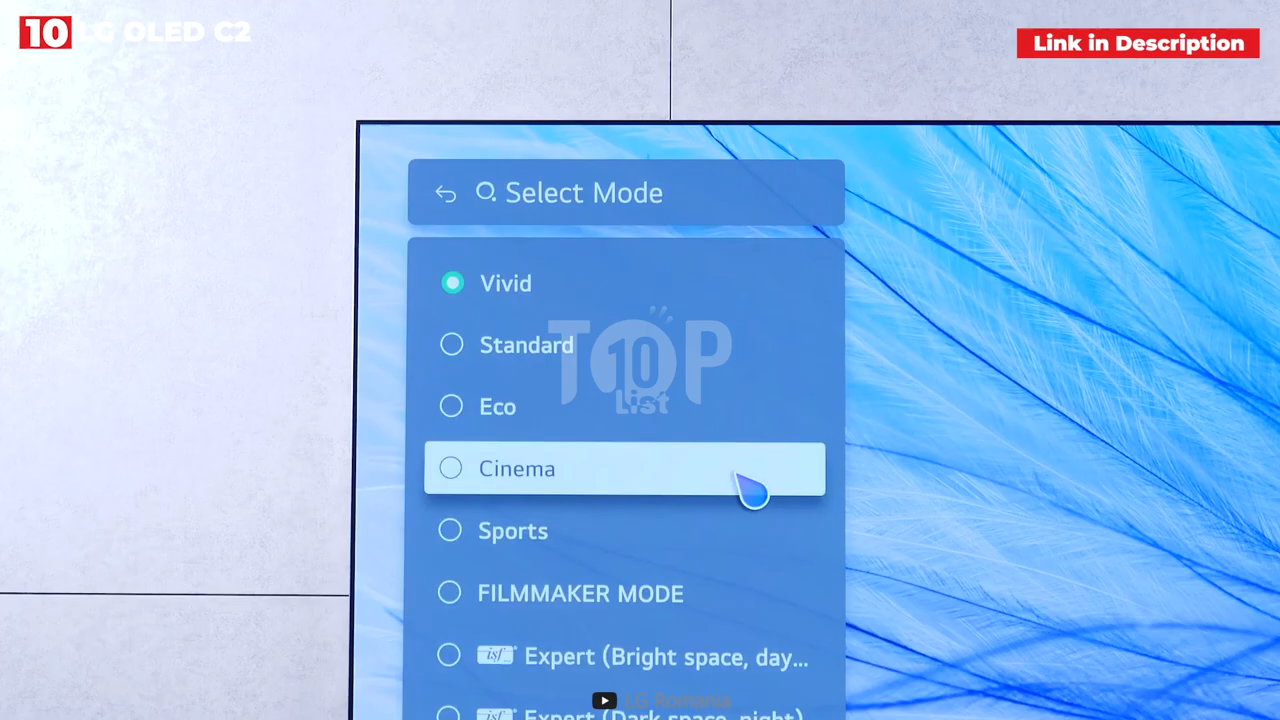 10 LG OLED C2
Link in Description
Select Mode
Vivid
Standard
TOP
10
List
Eco
Cinema
Sports
FILMMAKER MODE
isf Expert (Bright space, day...
LG Romania
isf Expert (Dark space, night)